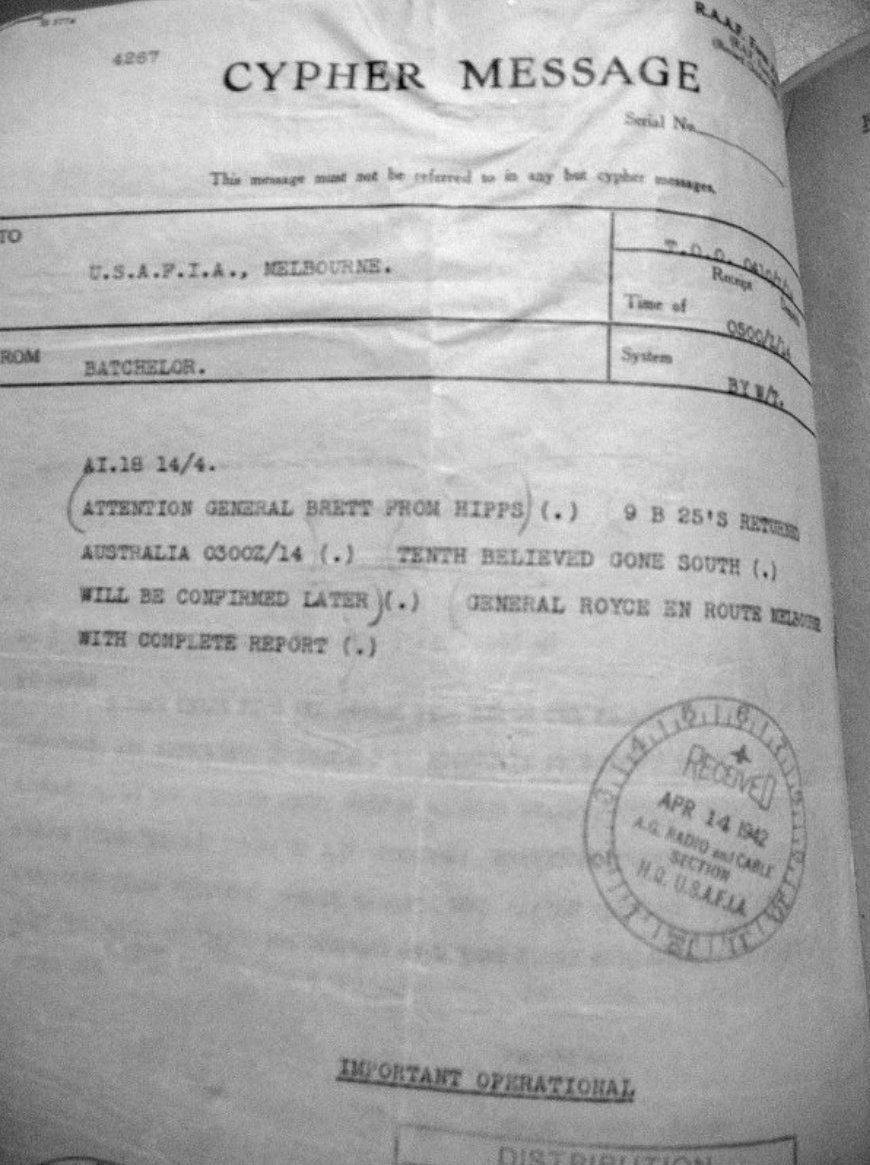 4267
R.A.A.F. Form
CYPHER MESSAGE
Serial No.
This message must not be referred to in any but cypher messages.
TO
U.S.A.F.I.A., MELBOURNE.
T.O.O.
Receipt
Time of
ROM
BATCHELOR.
System
BY W/T.
AI.18 14/4.
(ATTENTION GENERAL BRETT FROM HIPPS) (.) 9 B 25'S RETURNED
AUSTRALIA 0300Z/14 (.) TENTH BELIEVED GONE SOUTH (.)
WILL BE CONFIRMED LATER)(.) (GENERAL ROYCE EN ROUTE MELBOURNE
WITH COMPLETE REPORT (.)
RECEIVED
APR 14 1942
A.G. RADIO and CABLE
SECTION
H.Q. U.S.A.F.I.A.
IMPORTANT OPERATIONAL
DISTRIBUTION